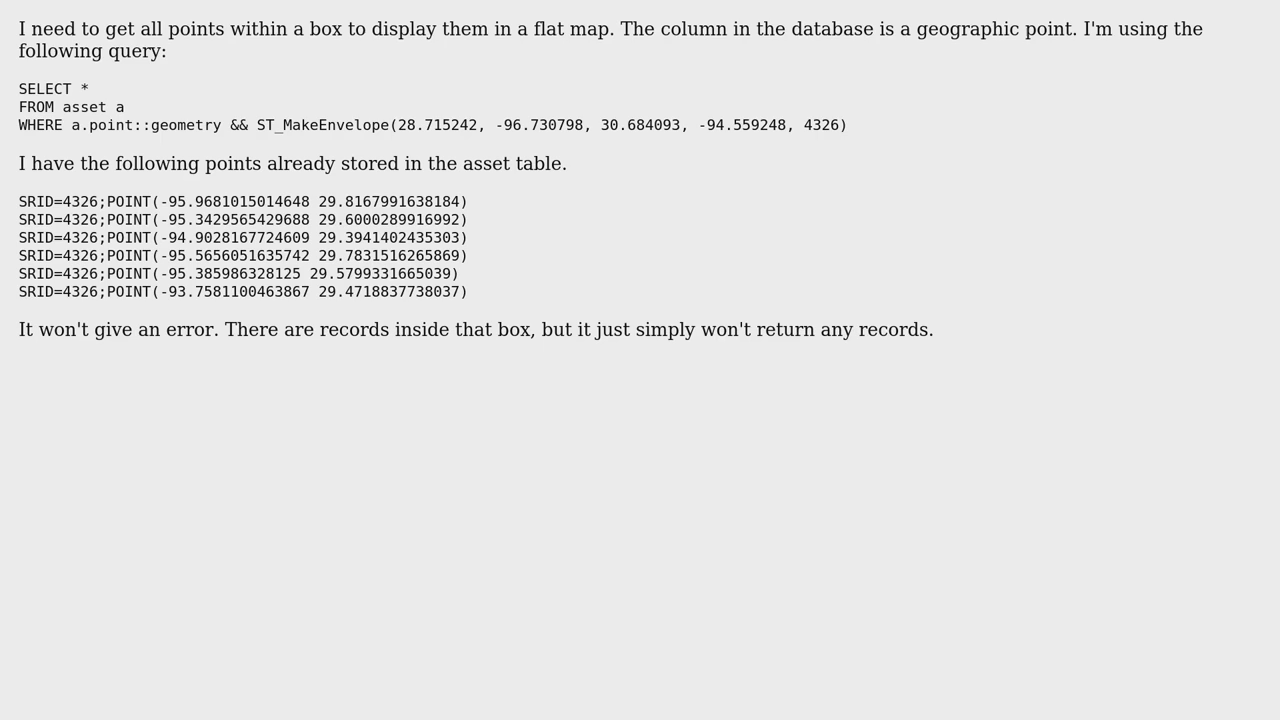 I need to get all points within a box to display them in a flat map. The column in the database is a geographic point. I'm using the
following query:
SELECT *
FROM asset a
WHERE a.point::geometry && ST_MakeEnvelope(28.715242, -96.730798, 30.684093, -94.559248, 4326)
I have the following points already stored in the asset table.
SRID=4326;POINT(-95.9681015014648 29.8167991638184)
SRID=4326;POINT(-95.3429565429688 29.6000289916992)
SRID=4326;POINT(-94.9028167724609 29.3941402435303)
SRID=4326;POINT(-95.5656051635742 29.7831516265869)
SRID=4326;POINT(-95.385986328125 29.5799331665039)
SRID=4326;POINT(-93.7581100463867 29.4718837738037)
It won't give an error. There are records inside that box, but it just simply won't return any records.